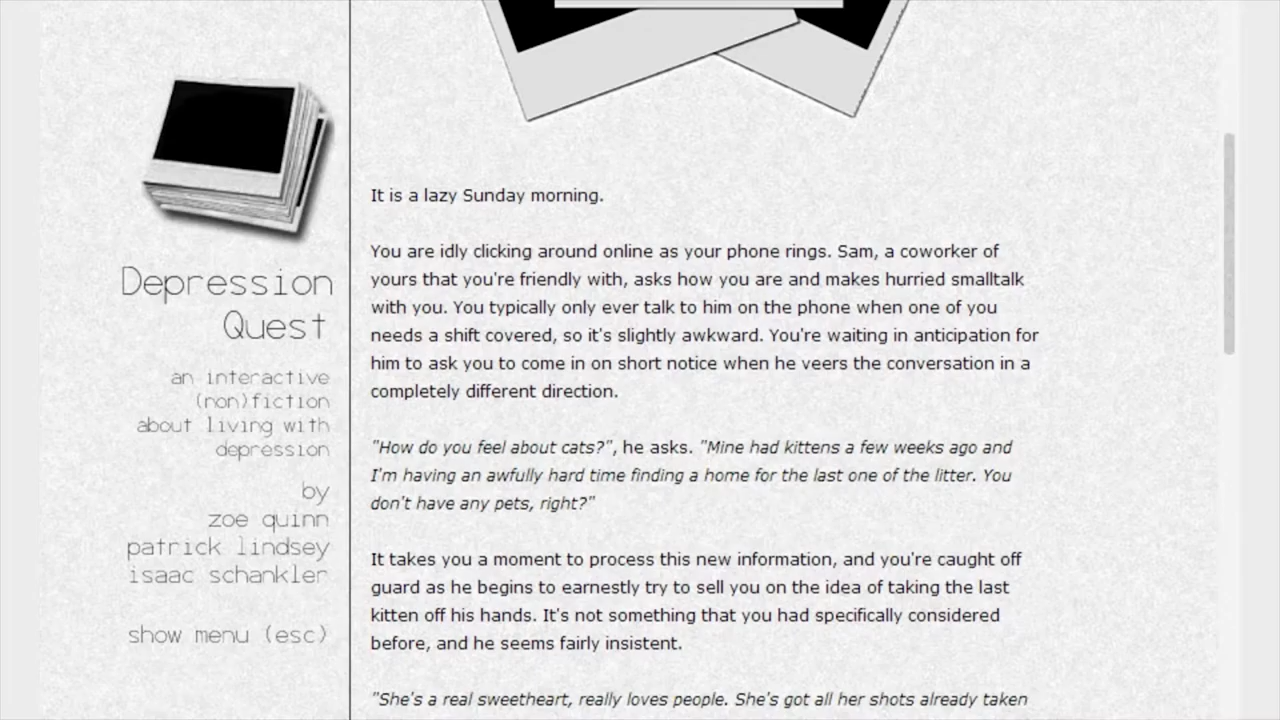 Depression
Quest
an interactive
(non)fiction
about living with
depression
by
zoe quinn
patrick lindsey
isaac schankler
show menu (esc)
It is a lazy Sunday morning.
You are idly clicking around online as your phone rings. Sam, a coworker of
yours that you're friendly with, asks how you are and makes hurried smalltalk
with you. You typically only ever talk to him on the phone when one of you
needs a shift covered, so it's slightly awkward. You're waiting in anticipation for
him to ask you to come in on short notice when he veers the conversation in a
completely different direction.
"How do you feel about cats?", he asks. "Mine had kittens a few weeks ago and
I'm having an awfully hard time finding a home for the last one of the litter. You
don't have any pets, right?"
It takes you a moment to process this new information, and you're caught off
guard as he begins to earnestly try to sell you on the idea of taking the last
kitten off his hands. It's not something that you had specifically considered
before, and he seems fairly insistent.
"She's a real sweetheart, really loves people. She's got all her shots already taken